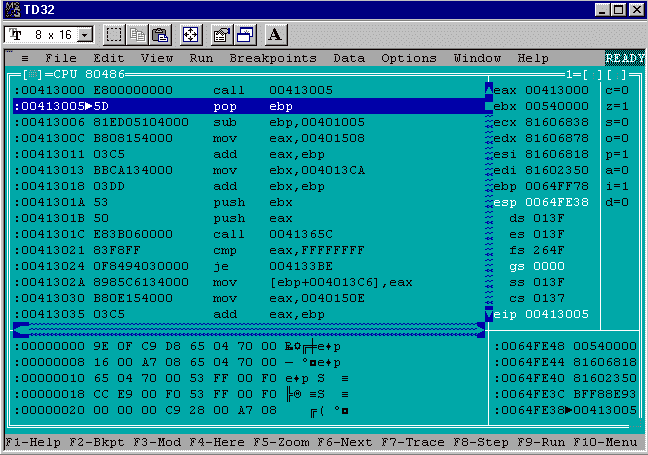 TD32
8 x 16 A
≡ File Edit View Run Breakpoints Data Options Window Help READY
=[ ]=CPU 80486 1=[ ][ ]
:00413000 E800000000 call 00413005 eax 00413000 c=0
:00413005►5D pop ebp ebx 00540000 z=1
:00413006 81ED05104000 sub ebp,00401005 ecx 81606838 s=0
:0041300C B808154000 mov eax,00401508 edx 81606878 o=0
:00413011 03C5 add eax,ebp esi 81606818 p=1
:00413013 BBCA134000 mov ebx,004013CA edi 81602350 a=0
:00413018 03DD add ebx,ebp ebp 0064FF78 i=1
:0041301A 53 push ebx esp 0064FE38 d=0
:0041301B 50 push eax ds 013F
:0041301C E83B060000 call 0041365C es 013F
:00413021 83F8FF cmp eax,FFFFFFFF fs 264F
:00413024 0F8494030000 je 004133BE gs 0000
:0041302A 8985C6134000 mov [ebp+004013C6],eax ss 013F
:00413030 B80E154000 mov eax,0040150E cs 0137
:00413035 03C5 add eax,ebp eip 00413005
:00000000 9E 0F C9 D8 65 04 70 00 ₧☼╔╪e♦p :0064FE48 00540000
:00000008 16 00 A7 08 65 04 70 00 ▬ º◘e♦p :0064FE44 81606818
:00000010 65 04 70 00 53 FF 00 F0 e♦p S ≡ :0064FE40 81602350
:00000018 CC E9 00 F0 53 FF 00 F0 ╠Θ ≡S ≡ :0064FE3C BFF88E93
:00000020 00 00 00 C9 28 00 A7 08 ╔( º◘ :0064FE38►00413005
F1-Help F2-Bkpt F3-Mod F4-Here F5-Zoom F6-Next F7-Trace F8-Step F9-Run F10-Menu